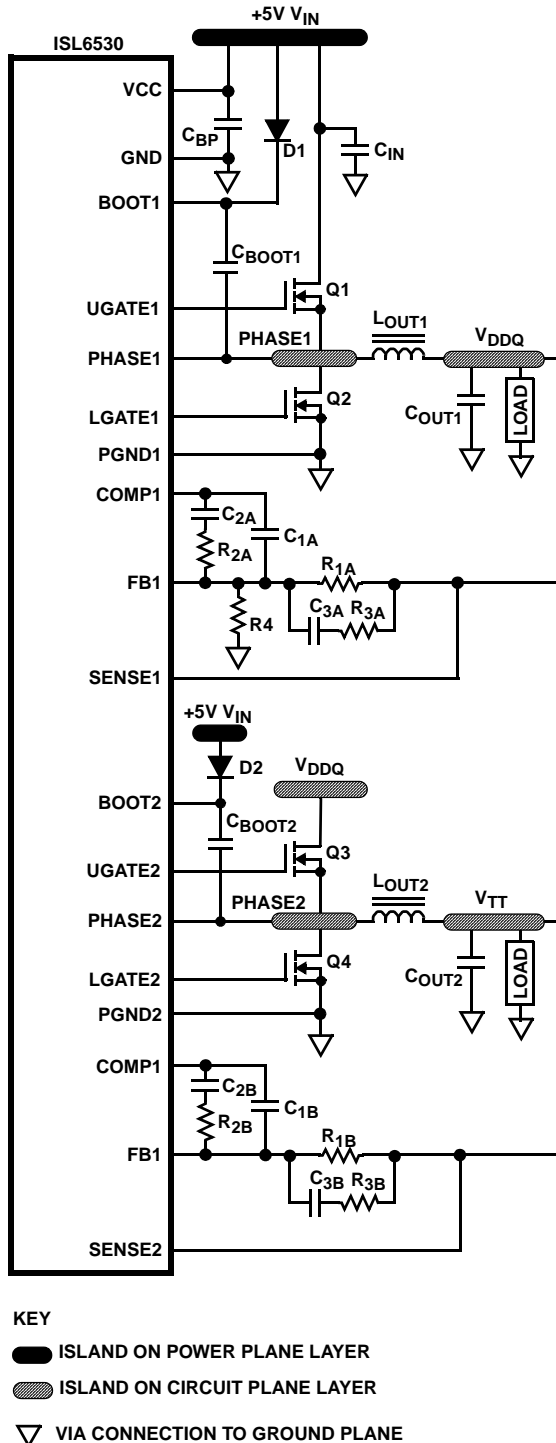 +5V VIN
ISL6530
VCC
CBP
D1
CIN
GND
BOOT1
CBOOT1
Q1
UGATE1
PHASE1
LOUT1
VDDQ
PHASE1
Q2
COUT1
LOAD
LGATE1
PGND1
COMP1
C2A
C1A
R2A
R1A
FB1
C3A
R3A
R4
SENSE1
+5V VIN
D2
VDDQ
BOOT2
CBOOT2
Q3
UGATE2
PHASE2
LOUT2
VTT
PHASE2
Q4
COUT2
LOAD
LGATE2
PGND2
COMP1
C2B
C1B
R2B
R1B
FB1
C3B
R3B
SENSE2
KEY
ISLAND ON POWER PLANE LAYER
ISLAND ON CIRCUIT PLANE LAYER
VIA CONNECTION TO GROUND PLANE